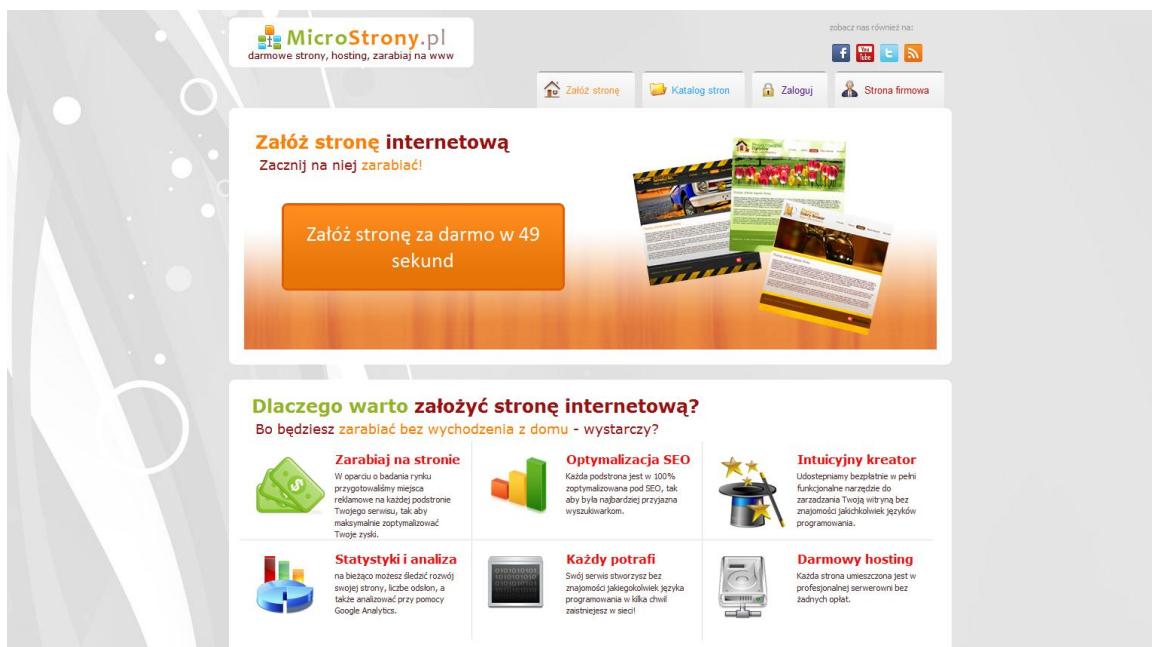 MicroStrony.pl
darmowe strony, hosting, zarabiaj na www
zobacz nas również na:
You
Tube
Załóż stronę
Katalog stron
Zaloguj
Strona firmowa
Załóż stronę internetową
Zacznij na niej zarabiać!
Załóż stronę za darmo w 49
sekund
Dlaczego warto założyć stronę internetową?
Bo będziesz zarabiać bez wychodzenia z domu - wystarczy?
Zarabiaj na stronie
W oparciu o badania rynku
przygotowaliśmy miejsca
reklamowe na każdej podstronie
Twojego serwisu, tak aby
maksymalnie zoptymalizować
Twoje zyski.
Optymalizacja SEO
Każda podstrona jest w 100%
zoptymalizowana pod SEO, tak
aby była najbardziej przyjazna
wyszukiwarkom.
Intuicyjny kreator
Udostepniamy bezpłatnie w pełni
funkcjonalne narzędzie do
zarzadzania Twoją witryną bez
znajomości jakichkolwiek języków
programowania.
Statystyki i analiza
na bieżąco możesz śledzić rozwój
swojej strony, liczbe odsłon, a
także analizować przy pomocy
Google Analytics.
Każdy potrafi
Swój serwis stworzysz bez
znajomości jakiegokolwiek języka
programowania w kilka chwil
zaistniejesz w sieci!
Darmowy hosting
Każda strona umieszczona jest w
profesjonalnej serwerowni bez
żadnych opłat.